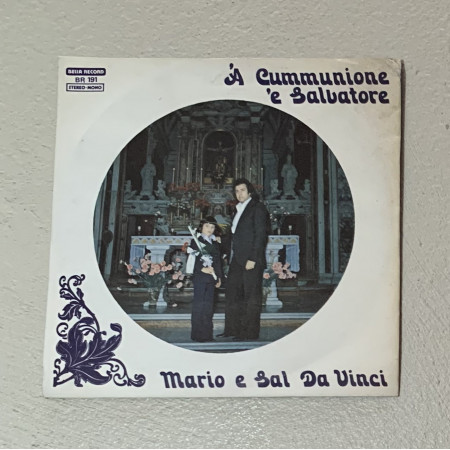 BELLA RECORD
BR 191
STEREO-MONO
'A Cummunione
'e Salvatore
Mario e Sal Da Vinci